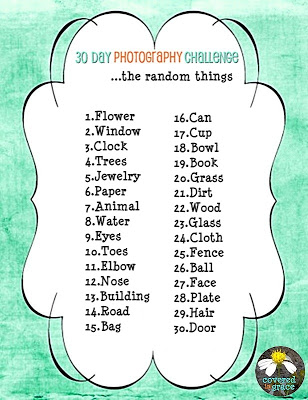 30 DAY PHOTOGRAPHY CHALLENGE
...the random things
1.Flower
2.Window
3.Clock
4.Trees
5.Jewelry
6.Paper
7.Animal
8.Water
9.Eyes
10.Toes
11.Elbow
12.Nose
13.Building
14.Road
15.Bag
16.Can
17.Cup
18.Bowl
19.Book
20.Grass
21.Dirt
22.Wood
23.Glass
24.Cloth
25.Fence
26.Ball
27.Face
28.Plate
29.Hair
30.Door
covered
in grace